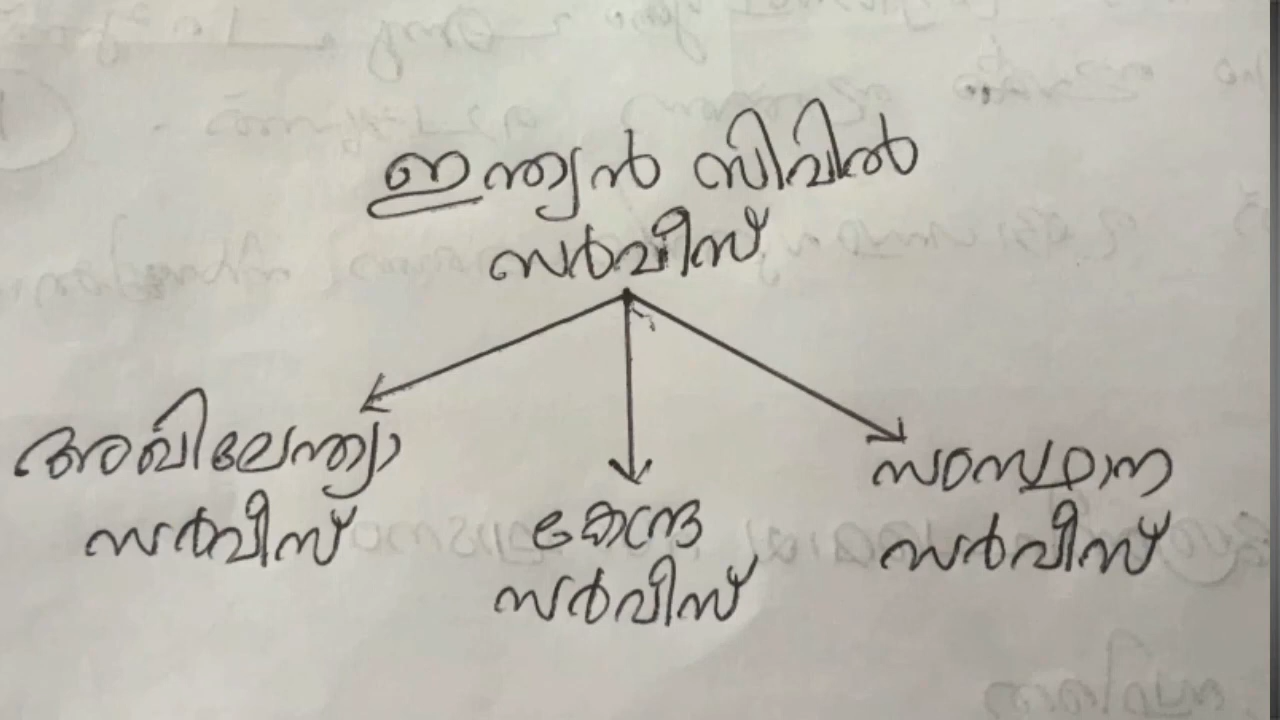 ഇന്ത്യൻ സിവിൽ
സർവീസ്
അഖിലേന്ത്യാ
സർവീസ്
കേന്ദ്ര
സർവീസ്
സംസ്ഥാന
സർവീസ്